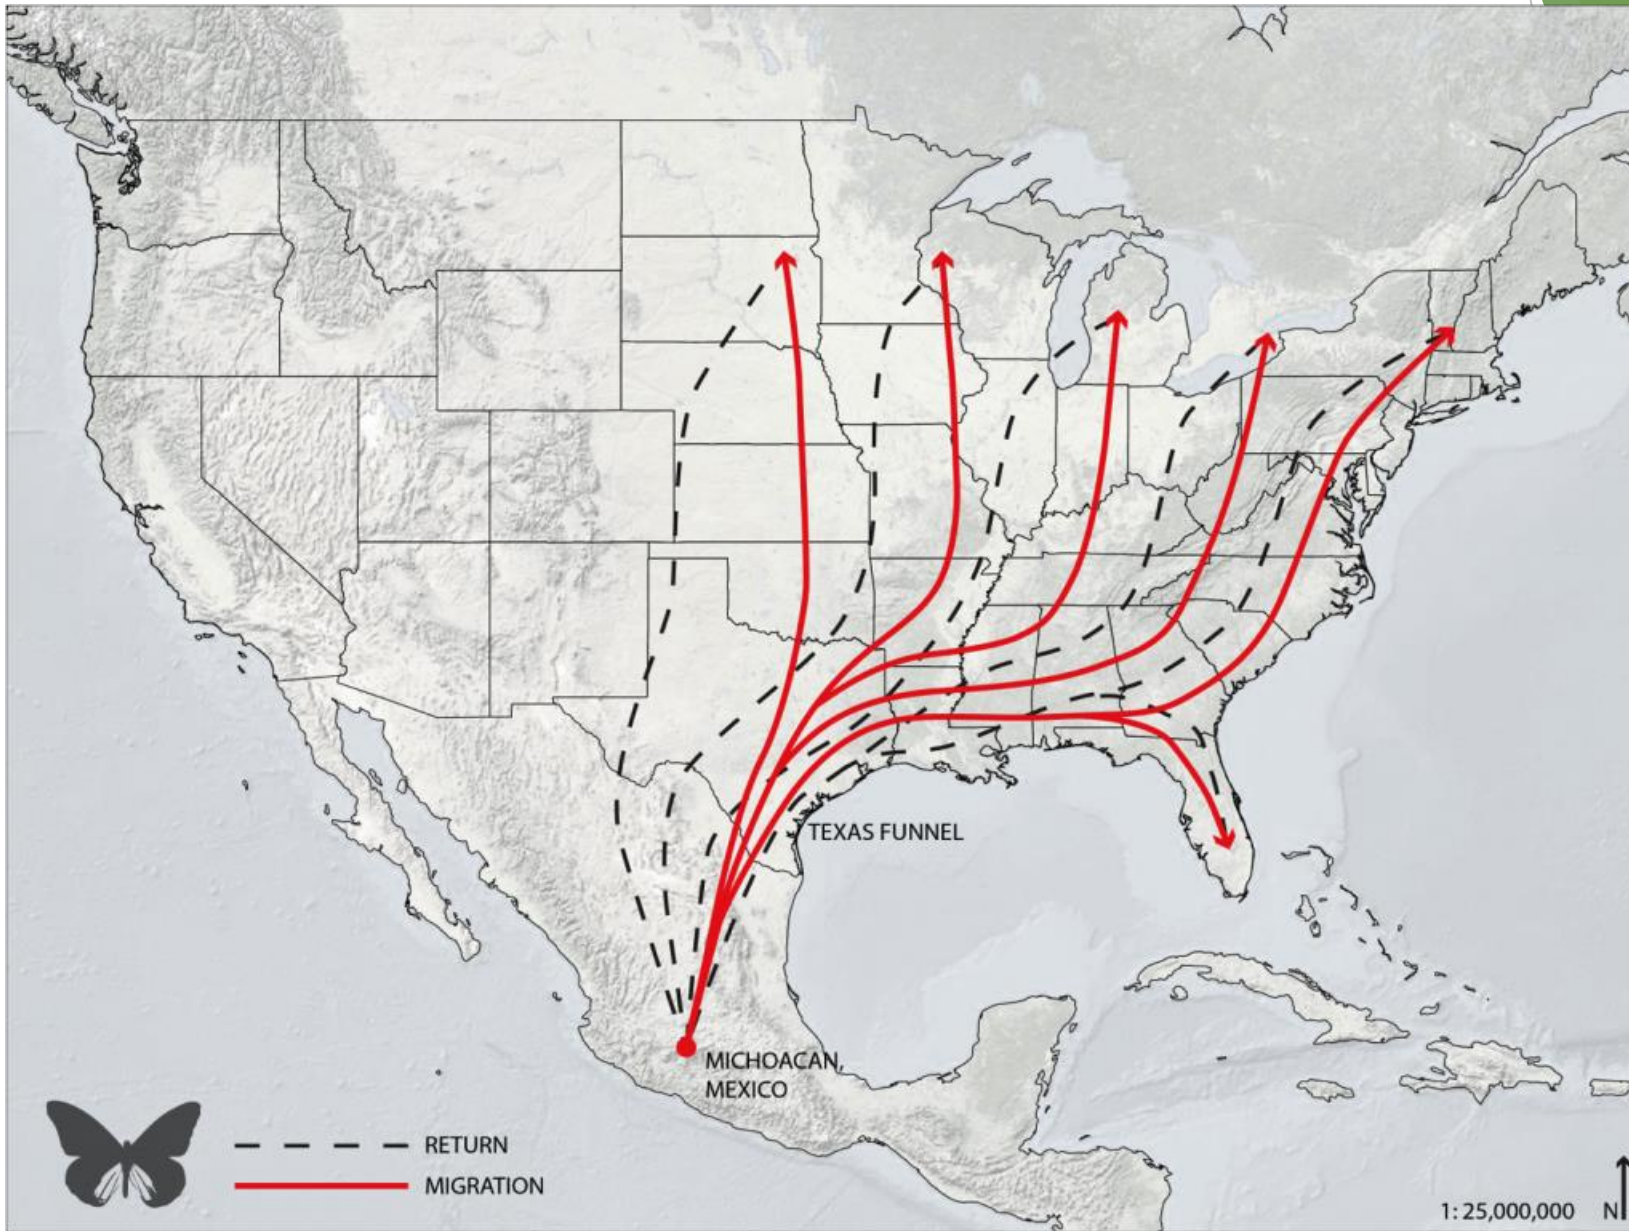 TEXAS FUNNEL
MICHOACAN,
MEXICO
RETURN
MIGRATION
1: 25,000,000 N